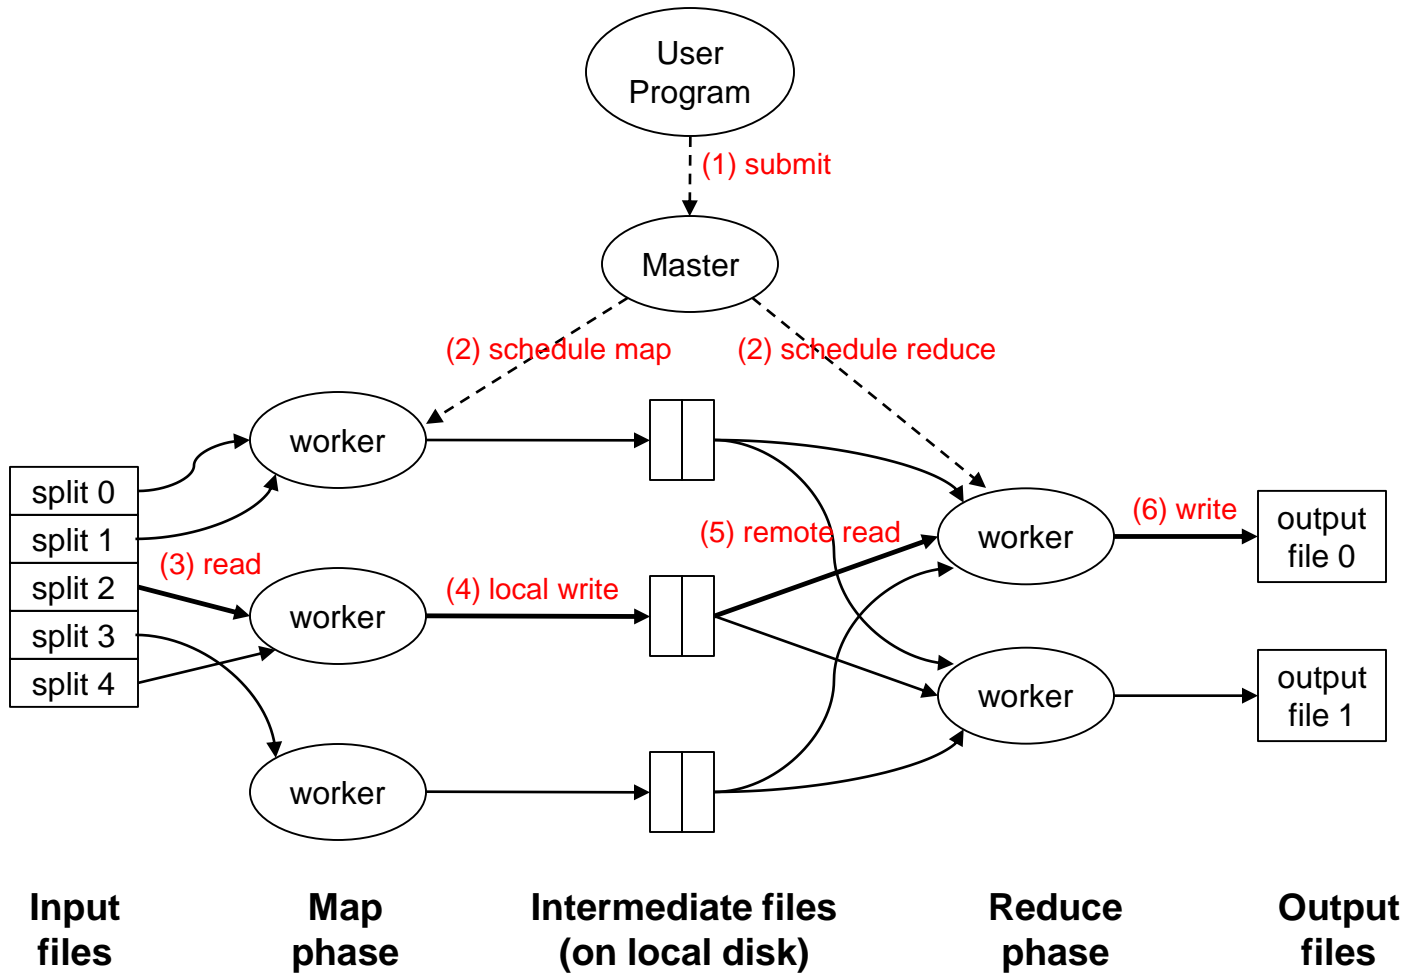 User
Program
(1) submit
Master
(2) schedule map
(2) schedule reduce
worker
split 0
split 1
split 2
split 3
split 4
(3) read
worker
(4) local write
worker
(5) remote read
worker
(6) write
output
file 0
worker
output
file 1
Input
files
Map
phase
Intermediate files
(on local disk)
Reduce
phase
Output
files